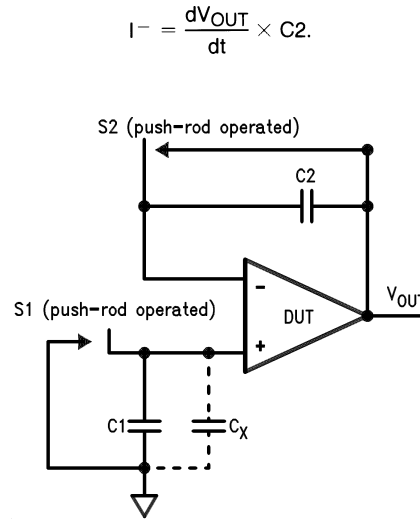 I⁻ = dV_OUT/dt × C2.
S2 (push-rod operated)
C2
−
DUT
V_OUT
S1 (push-rod operated)
+
C1
C_X